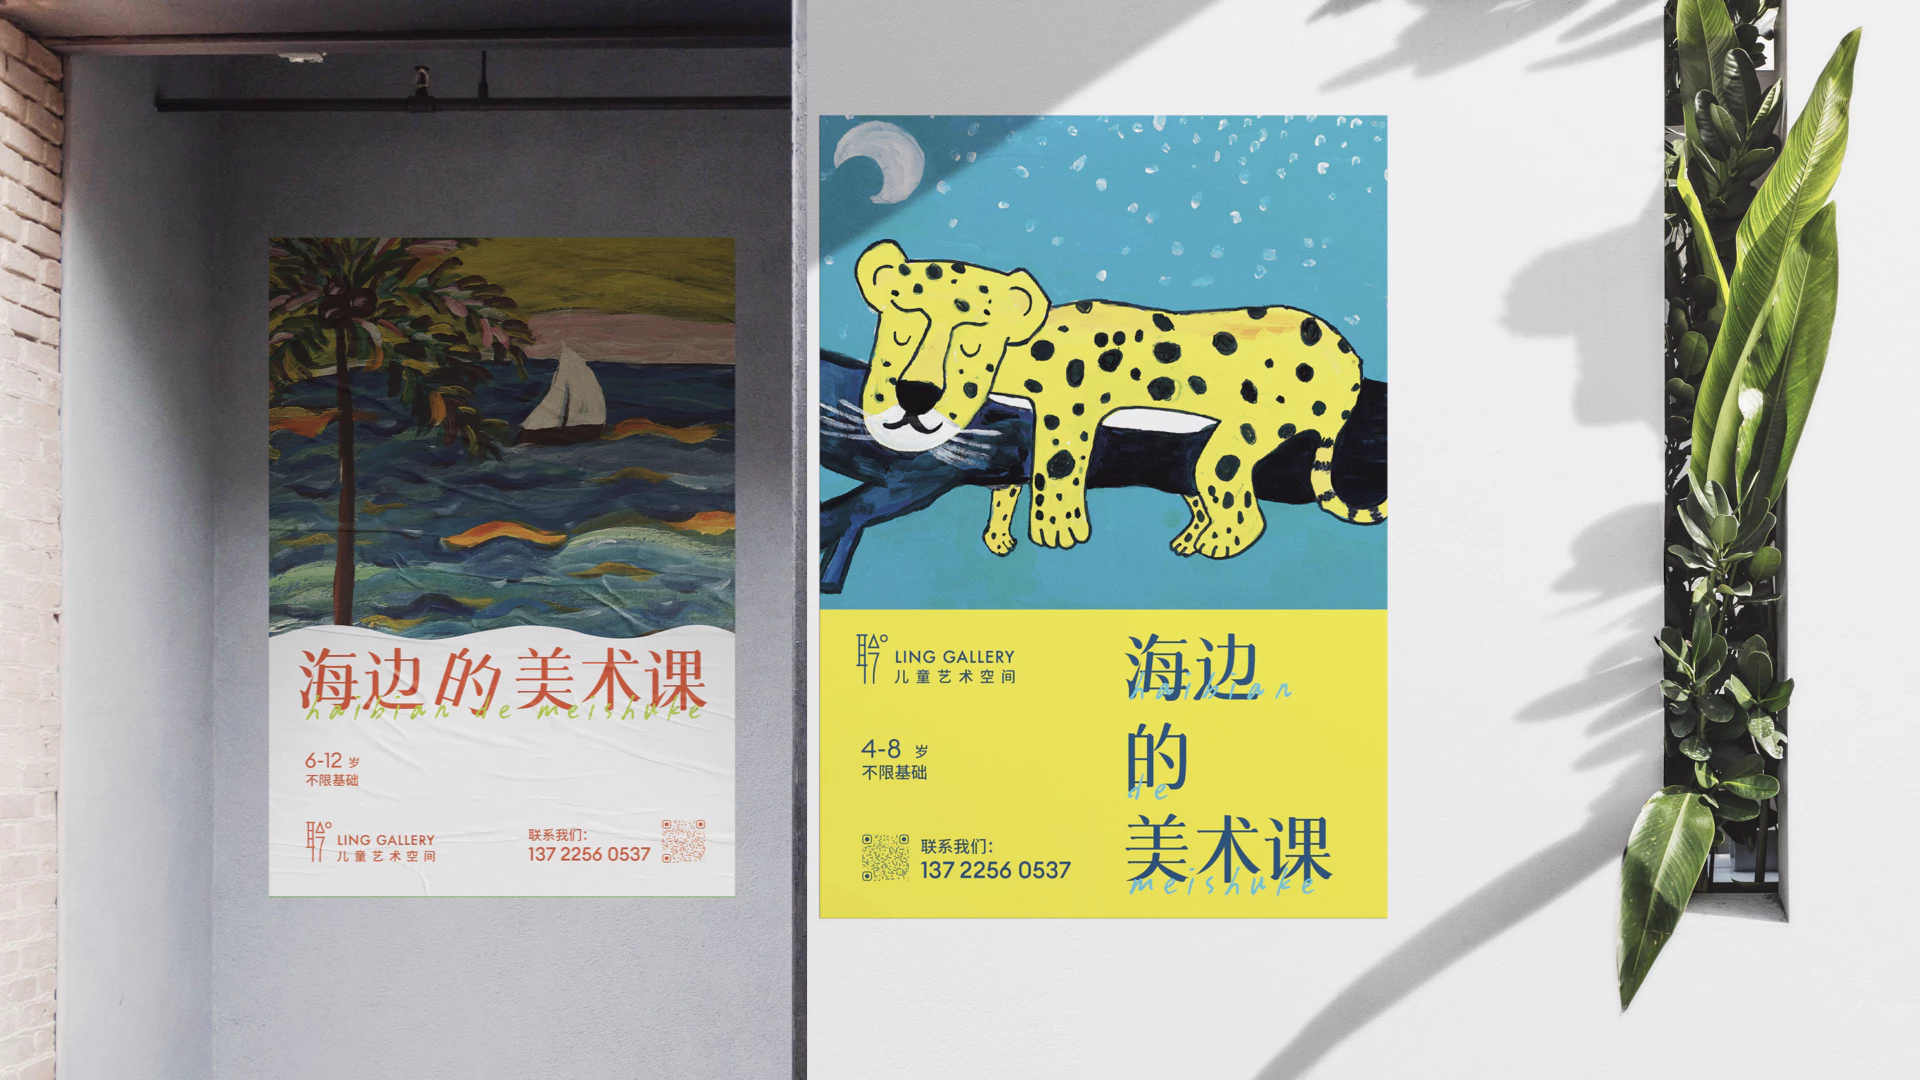 海边的美术课
haibian de meishuke
6-12 岁
不限基础
聆
LING GALLERY
儿童艺术空间
联系我们：
137 2256 0537
聆
LING GALLERY
儿童艺术空间
4-8 岁
不限基础
联系我们：
137 2256 0537
海边
haibian
的
de
美术课
meishuke